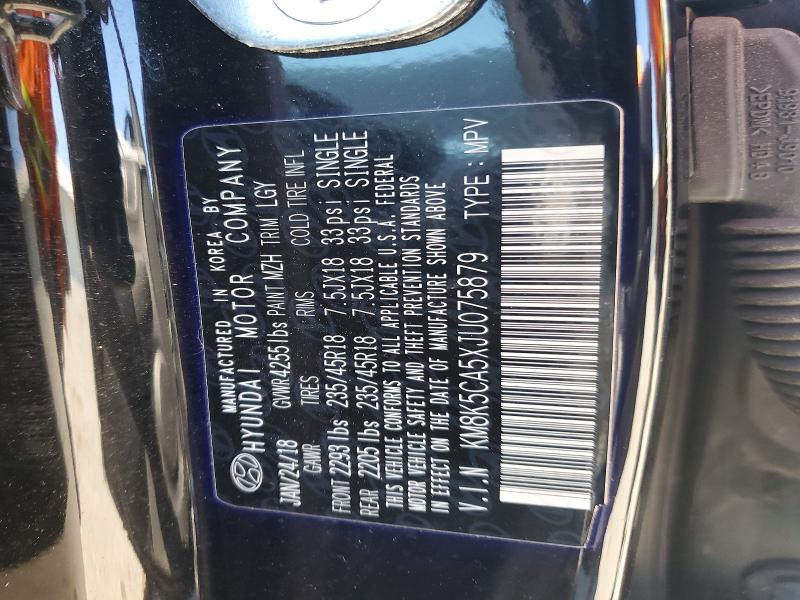 MANUFACTURED IN KOREA BY
HYUNDAI MOTOR COMPANY
JAN/24/18 GVWR 4255 lbs PAINT MZH TRIM LGY
GAWR TIRES RIMS COLD TIRE INFL
FRONT 2293 lbs 235/45R18 7.5JX18 33psi SINGLE
REAR 2205 lbs 235/45R18 7.5JX18 33psi SINGLE
THIS VEHICLE CONFORMS TO ALL APPLICABLE U.S.A. FEDERAL
MOTOR VEHICLE SAFETY AND THEFT PREVENTION STANDARDS
IN EFFECT ON THE DATE OF MANUFACTURE SHOWN ABOVE
V.I.N KM8K5CA5XJU075879 TYPE : MPV
>EPDM<